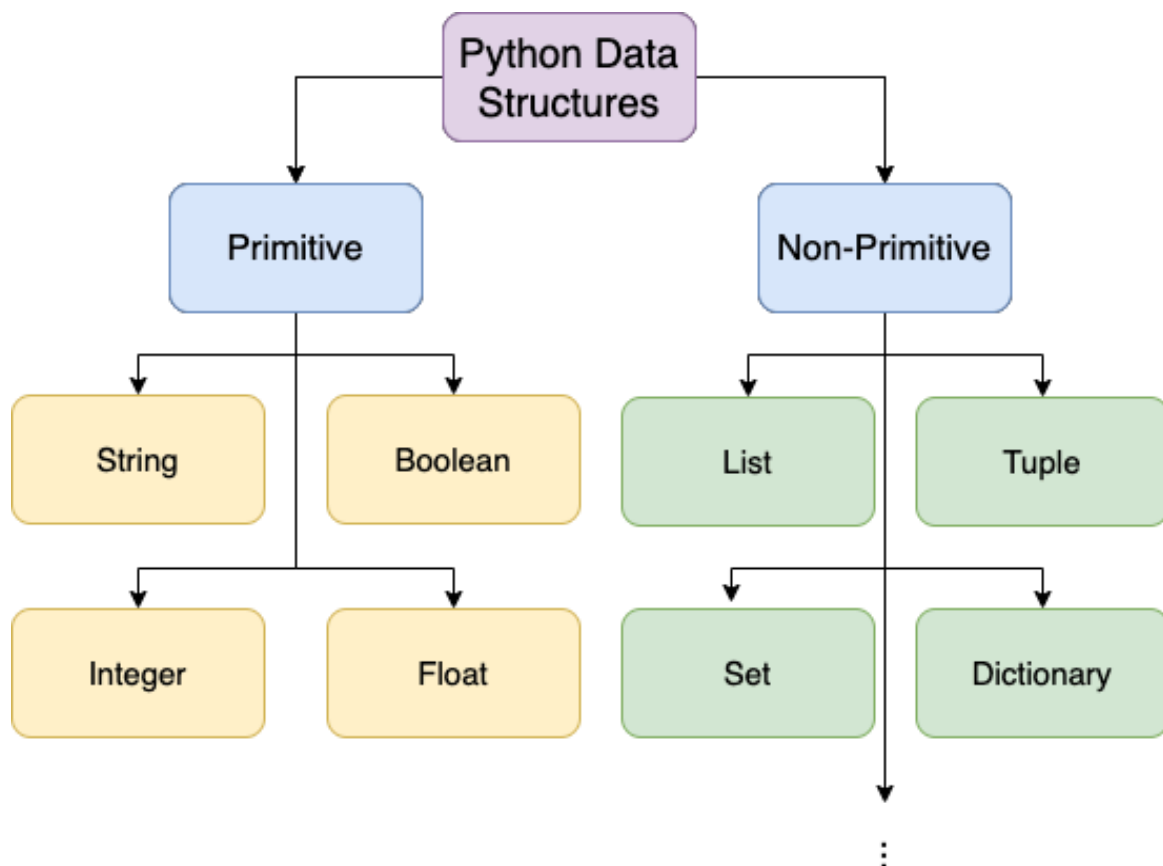 Python Data
Structures
Primitive
Non-Primitive
String
Boolean
List
Tuple
Integer
Float
Set
Dictionary
...